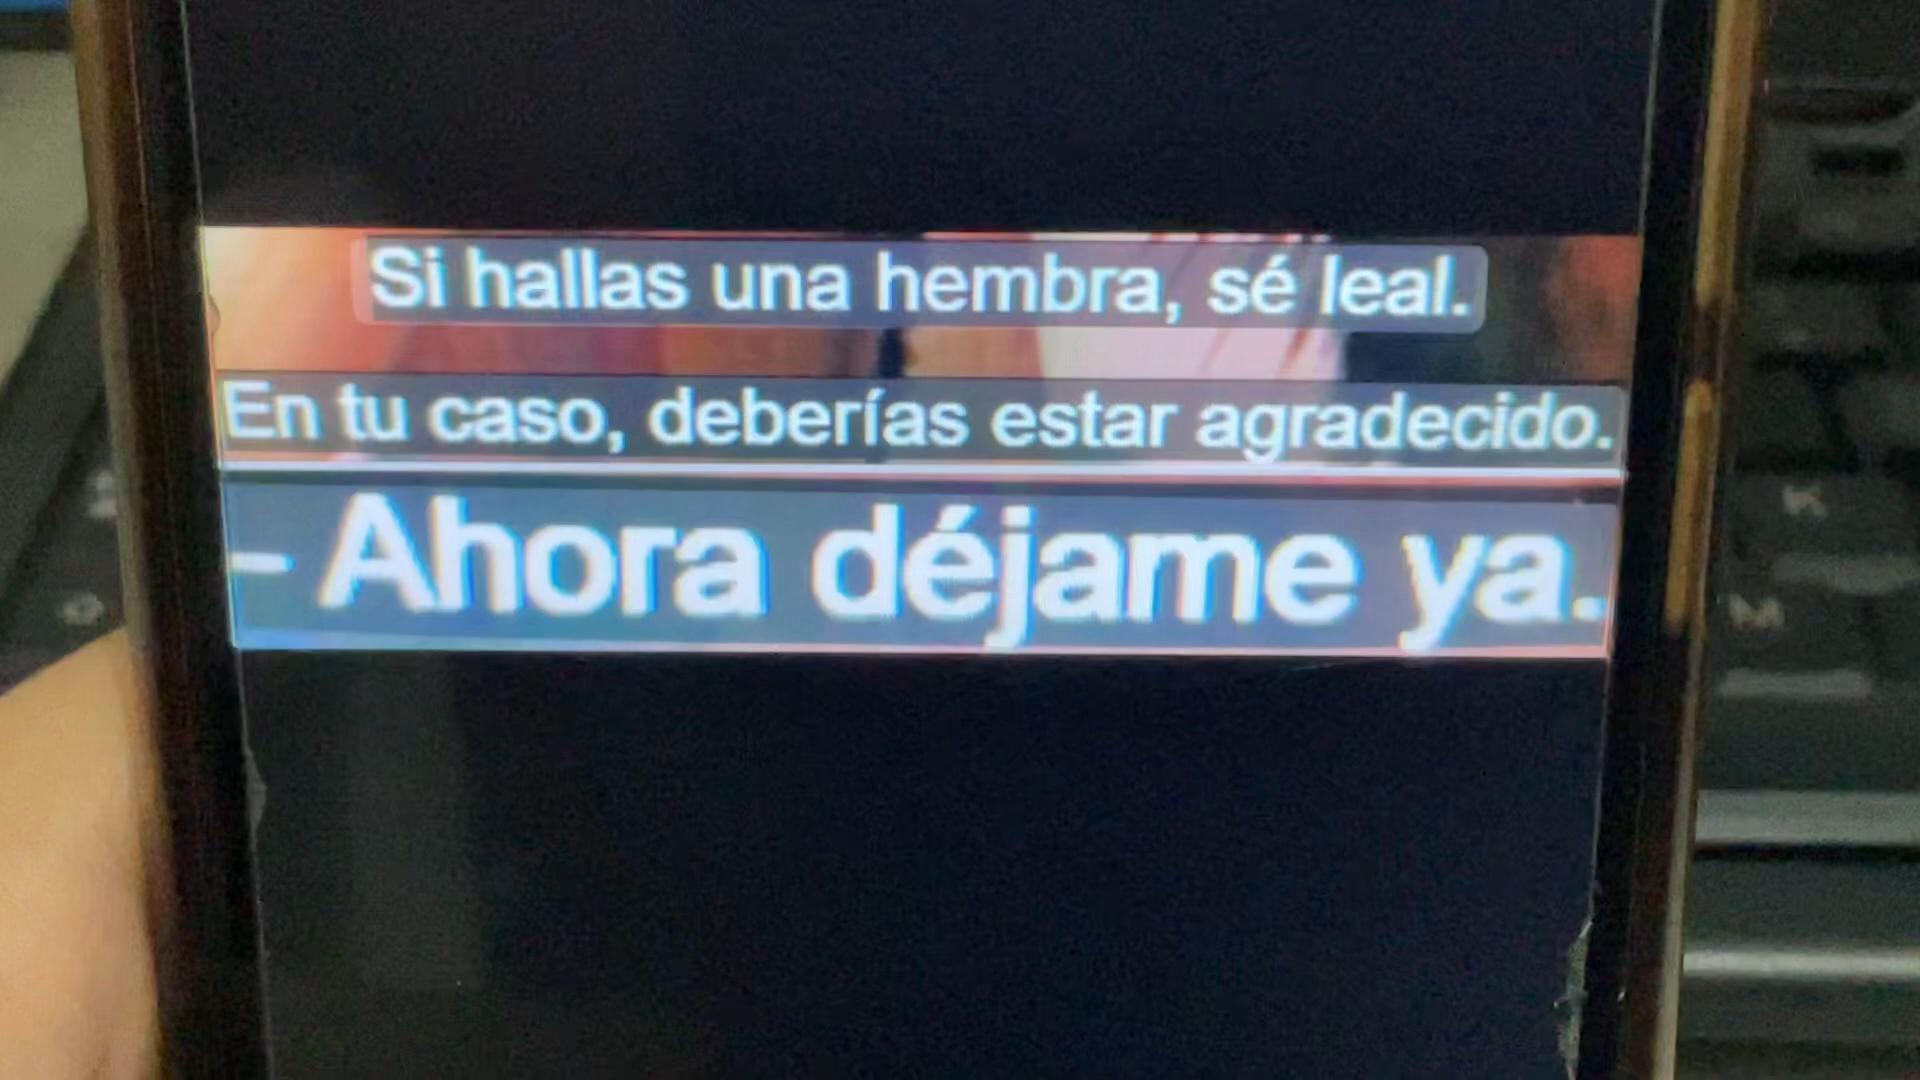 Si hallas una hembra, sé leal.
En tu caso, deberías estar agradecido.
- Ahora déjame ya.
K
M